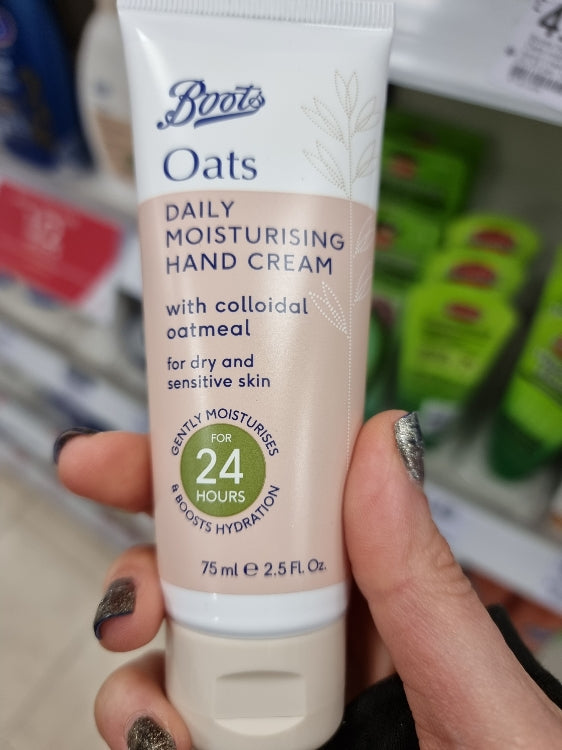 Boots
Oats
DAILY
MOISTURISING
HAND CREAM
with colloidal
oatmeal
for dry and
sensitive skin
GENTLY MOISTURISES
FOR
24
HOURS
& BOOSTS HYDRATION
75 ml ℮ 2.5 Fl. Oz.